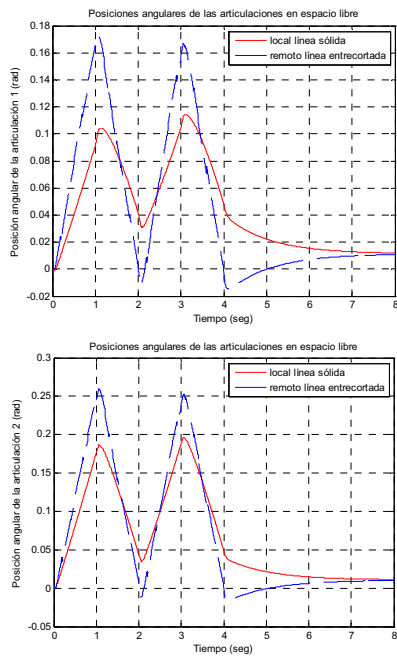 Posiciones angulares de las articulaciones en espacio libre
0.18
0.16
0.14
0.12
0.1
0.08
0.06
0.04
0.02
0
-0.02
Posición angular de la articulación 1 (rad)
local línea sólida
remoto línea entrecortada
0 1 2 3 4 5 6 7 8
Tiempo (seg)
Posiciones angulares de las articulaciones en espacio libre
0.3
0.25
0.2
0.15
0.1
0.05
0
-0.05
Posición angular de la articulación 2 (rad)
local línea sólida
remoto línea entrecortada
0 1 2 3 4 5 6 7 8
Tiempo (seg)